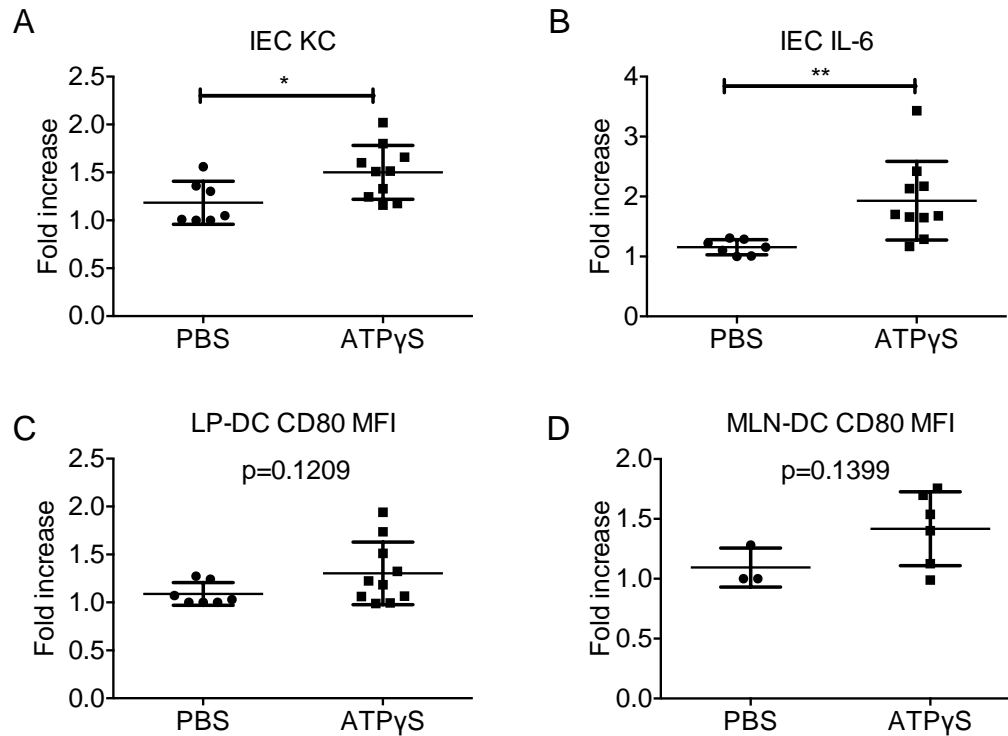 A
IEC KC
*
Fold increase
2.5
2.0
1.5
1.0
0.5
0.0
PBS
ATPγS
B
IEC IL-6
**
Fold increase
6
4
3
2
1
0
PBS
ATPγS
C
LP-DC CD80 MFI
p=0.1209
Fold increase
2.5
2.0
1.5
1.0
0.5
0.0
PBS
ATPγS
D
MLN-DC CD80 MFI
p=0.1399
Fold increase
2.0
1.5
1.0
0.5
0.0
PBS
ATPγS